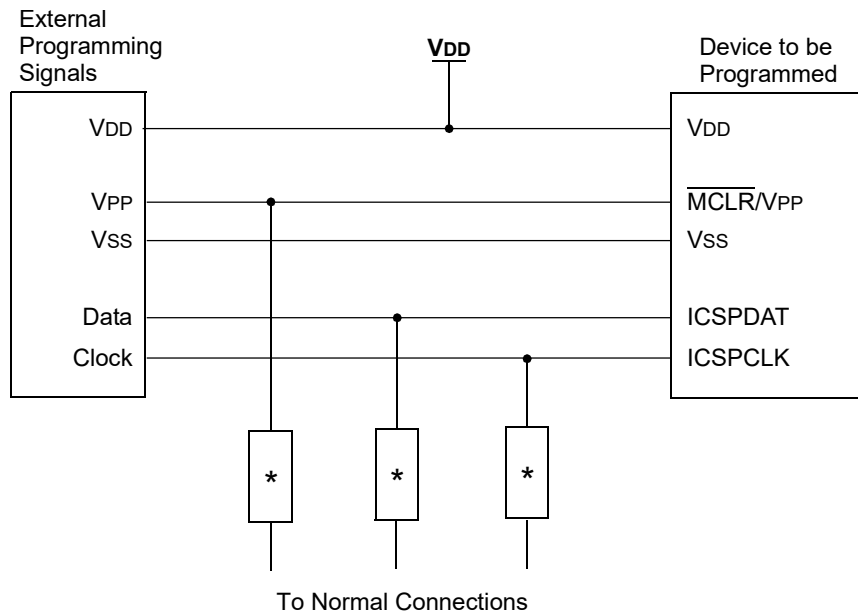 External
Programming
Signals
VDD
Device to be
Programmed
VDD
VDD
VPP
MCLR/VPP
VSS
VSS
Data
ICSPDAT
Clock
ICSPCLK
*
*
*
To Normal Connections